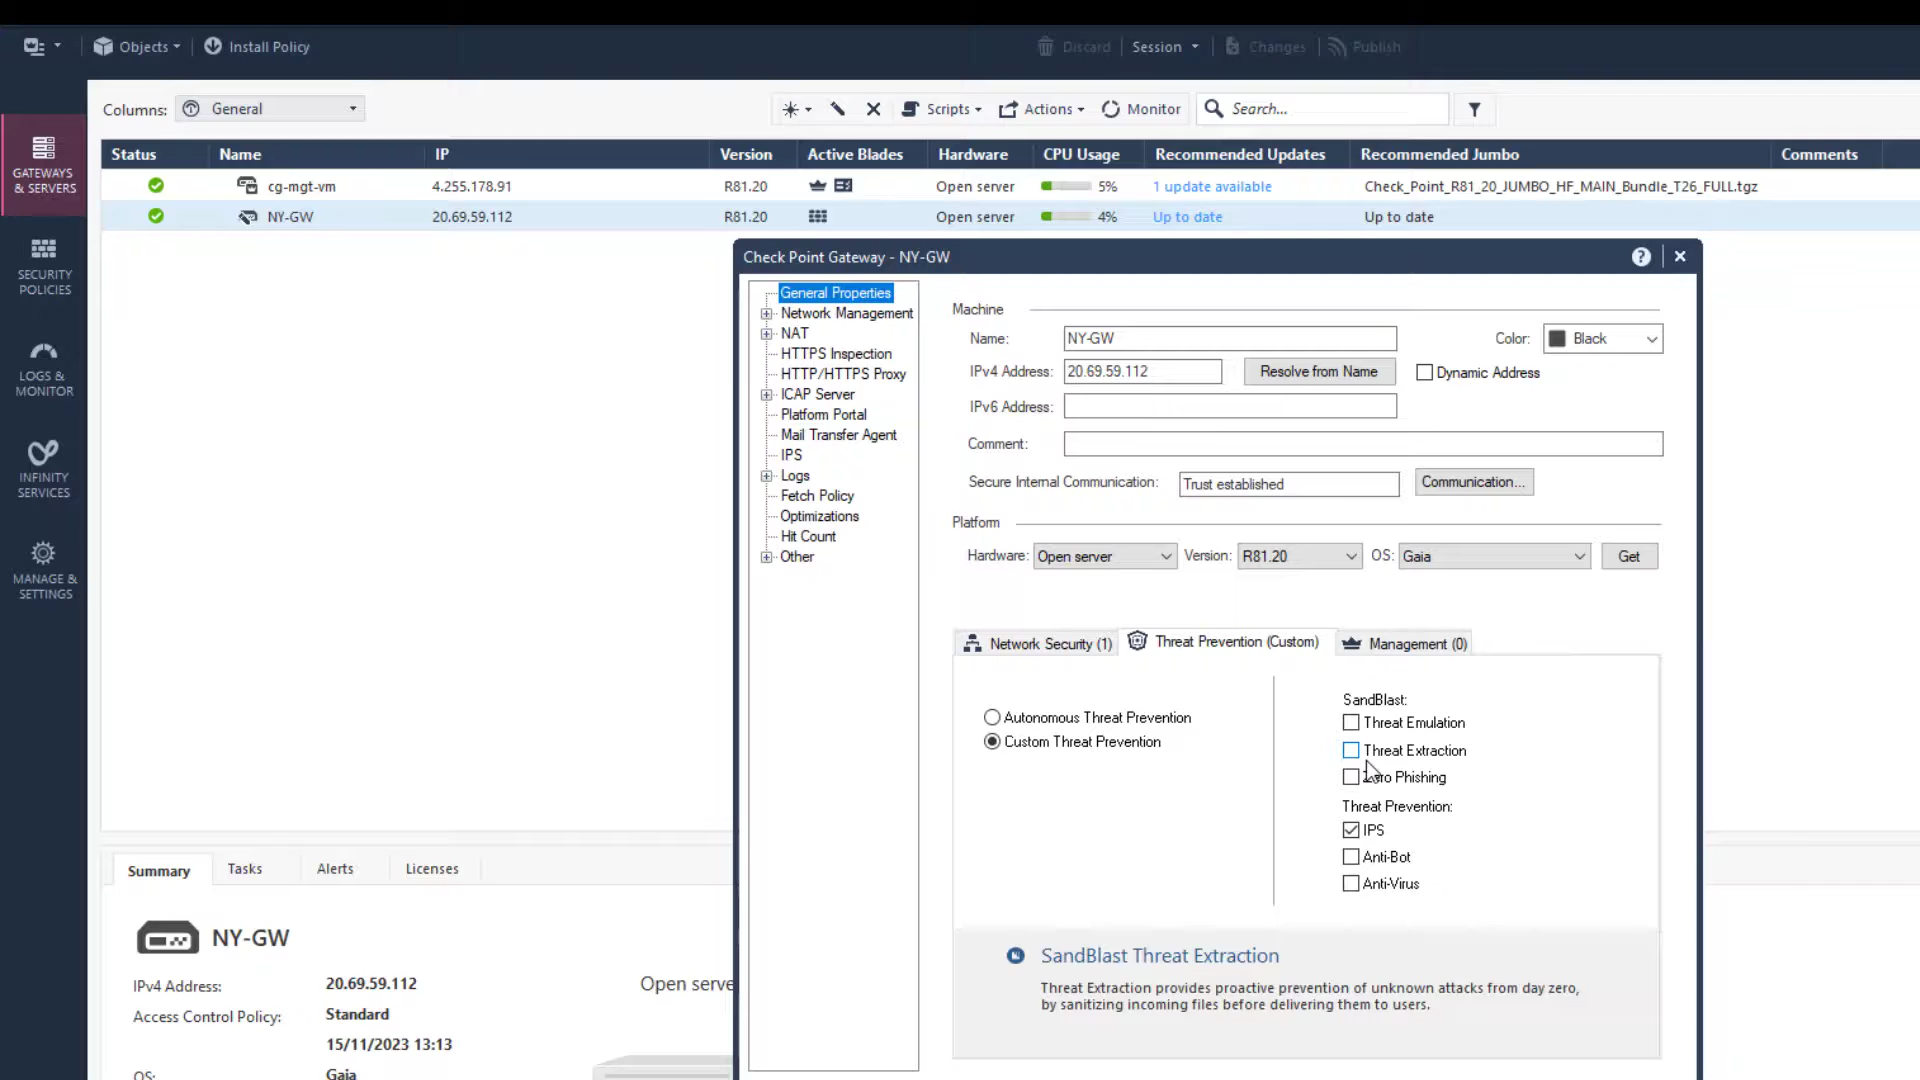 Objects
Install Policy
Discard
Session
Changes
Publish
Columns:
General
Scripts
Actions
Monitor
Search...
Status
Name
IP
Version
Active Blades
Hardware
CPU Usage
Recommended Updates
Recommended Jumbo
Comments
cg-mgt-vm
4.255.178.91
R81.20
Open server
5%
1 update available
Check_Point_R81_20_JUMBO_HF_MAIN_Bundle_T26_FULL.tgz
NY-GW
20.69.59.112
R81.20
Open server
4%
Up to date
Up to date
GATEWAYS
& SERVERS
SECURITY
POLICIES
LOGS &
MONITOR
INFINITY
SERVICES
MANAGE &
SETTINGS
Check Point Gateway - NY-GW
General Properties
Network Management
NAT
HTTPS Inspection
HTTP/HTTPS Proxy
ICAP Server
Platform Portal
Mail Transfer Agent
IPS
Logs
Fetch Policy
Optimizations
Hit Count
Other
Machine
Name:
NY-GW
Color:
Black
IPv4 Address:
20.69.59.112
Resolve from Name
Dynamic Address
IPv6 Address:
Comment:
Secure Internal Communication:
Trust established
Communication...
Platform
Hardware:
Open server
Version:
R81.20
OS:
Gaia
Get
Network Security (1)
Threat Prevention (Custom)
Management (0)
Autonomous Threat Prevention
Custom Threat Prevention
SandBlast:
Threat Emulation
Threat Extraction
Zero Phishing
Threat Prevention:
IPS
Anti-Bot
Anti-Virus
SandBlast Threat Extraction
Threat Extraction provides proactive prevention of unknown attacks from day zero,
by sanitizing incoming files before delivering them to users.
Summary
Tasks
Alerts
Licenses
NY-GW
IPv4 Address:
20.69.59.112
Open serve
Access Control Policy:
Standard
15/11/2023 13:13
OS:
Gaia